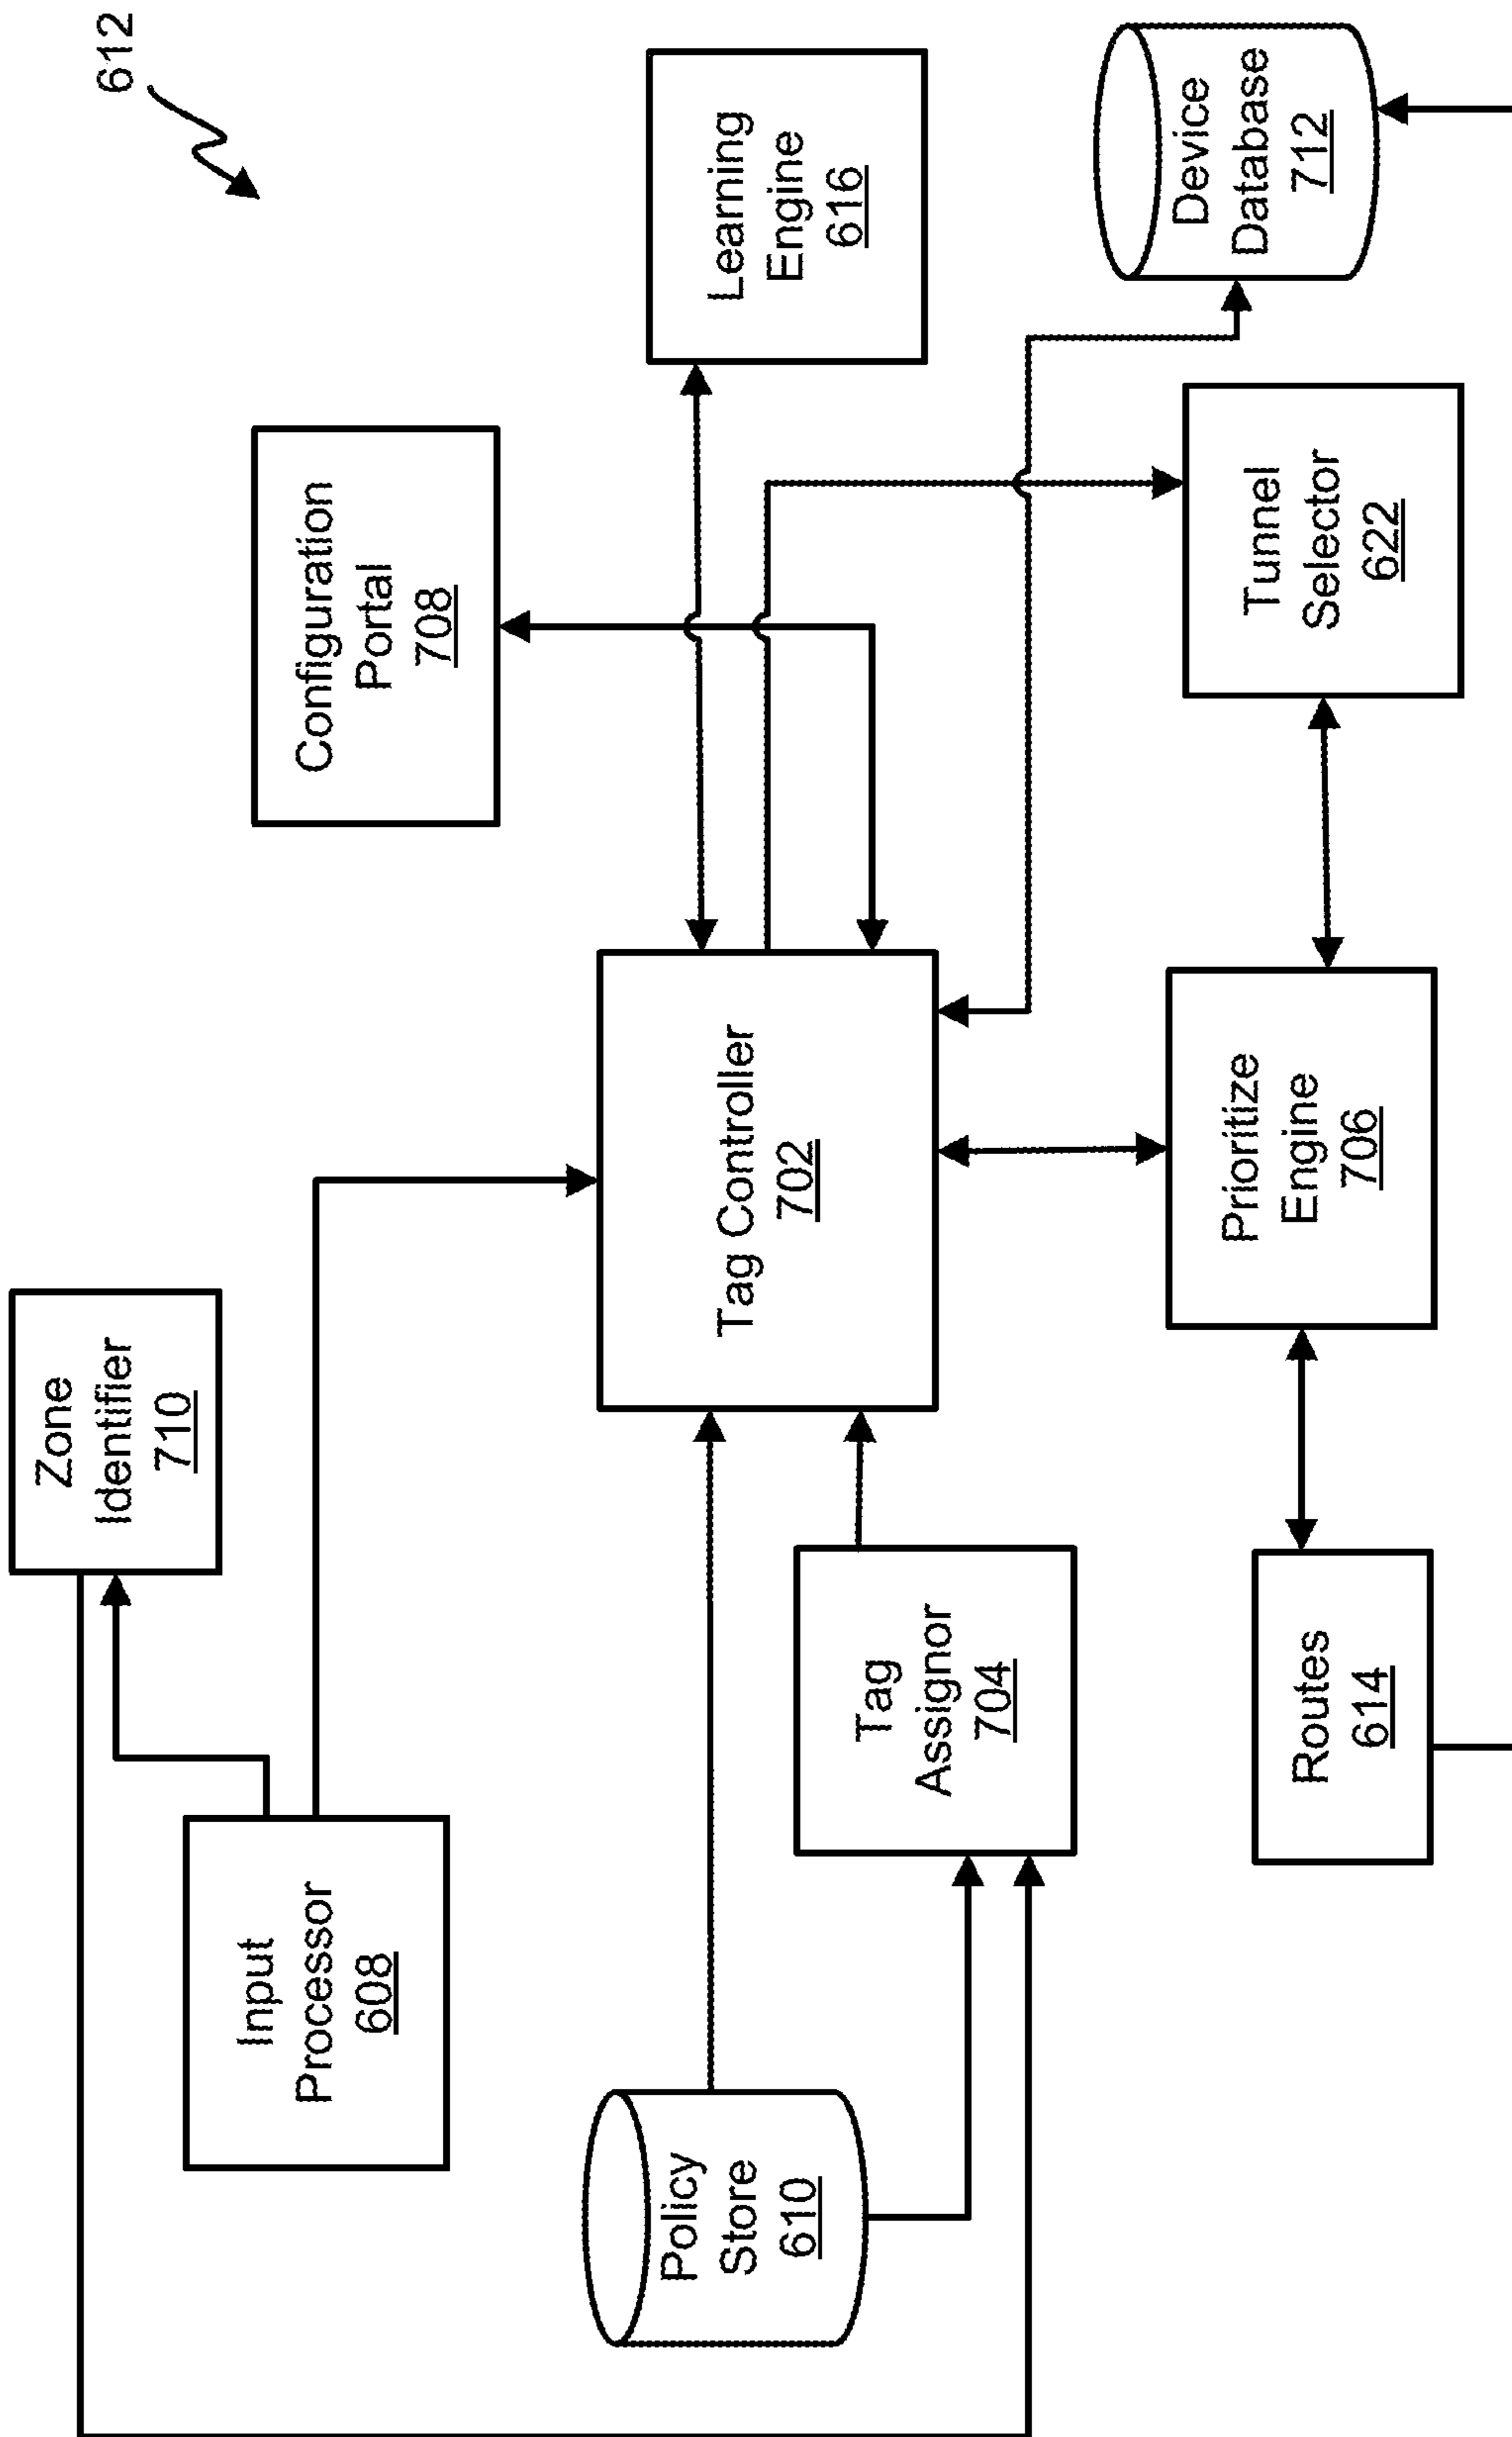 612
Zone
Identifier
710
Input
Processor
608
Configuration
Portal
708
Policy
Store
610
Tag Controller
702
Learning
Engine
616
Tag
Assignor
704
Routes
614
Prioritize
Engine
706
Tunnel
Selector
622
Device
Database
712